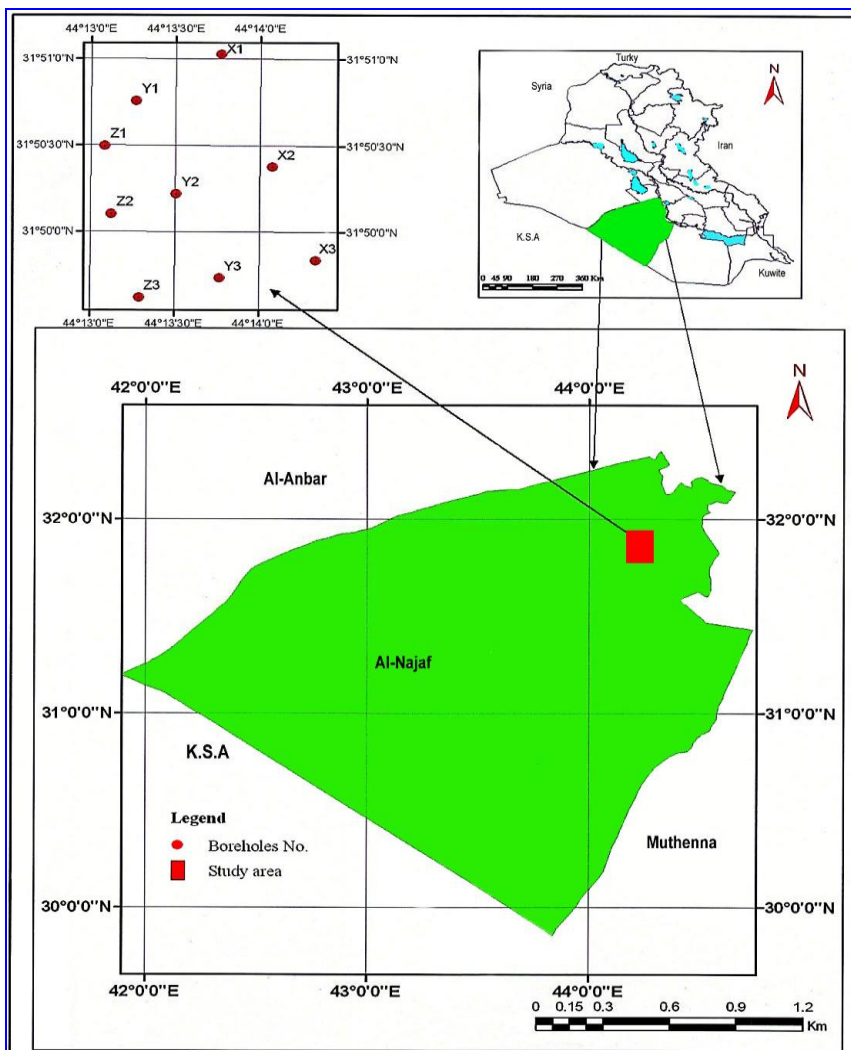 44°13'0"E 44°13'30"E 44°14'0"E
X1
31°51'0"N 31°51'0"N
Y1
Z1
31°50'30"N 31°50'30"N
X2
Y2
Z2
31°50'0"N 31°50'0"N
X3
Y3
Z3
44°13'0"E 44°13'30"E 44°14'0"E
Turky
N
Syria
Iran
K.S.A
Kuwite
0 45 90 180 270 360 Km
42°0'0"E 43°0'0"E 44°0'0"E
N
Al-Anbar
32°0'0"N 32°0'0"N
Al-Najaf
31°0'0"N 31°0'0"N
K.S.A
Legend
Boreholes No.
Study area
Muthenna
30°0'0"N 30°0'0"N
42°0'0"E 43°0'0"E 44°0'0"E
0 0.15 0.3 0.6 0.9 1.2
Km